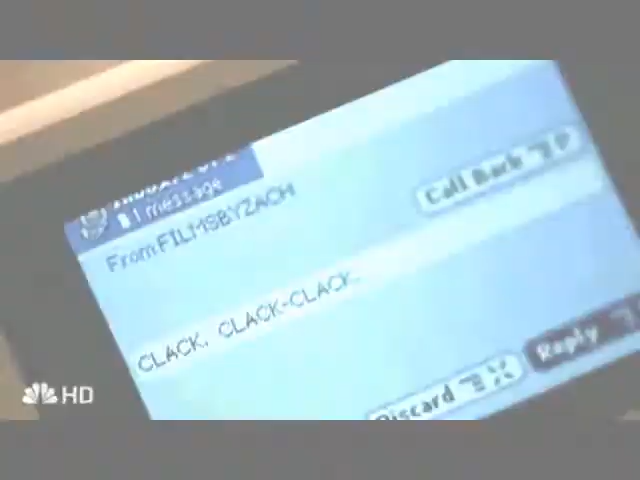 1 message
From FILMSBYZACH
Call Back
CLACK. CLACK-CLACK.
Discard
Reply
HD